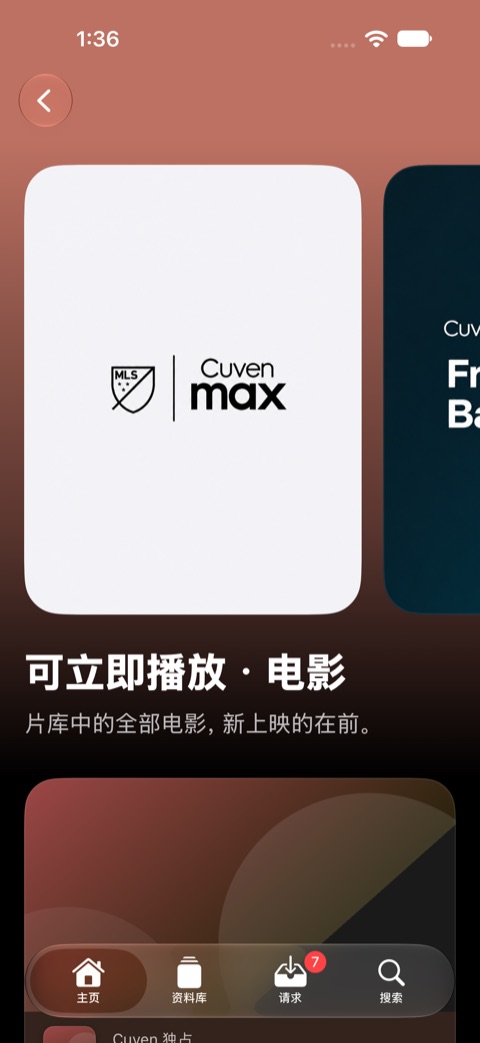 1:36
MLS
Cuven
max
Cuv
Fr
Ba
可立即播放 · 电影
片库中的全部电影, 新上映的在前。
7
主页
资料库
请求
搜索
Cuven 独占